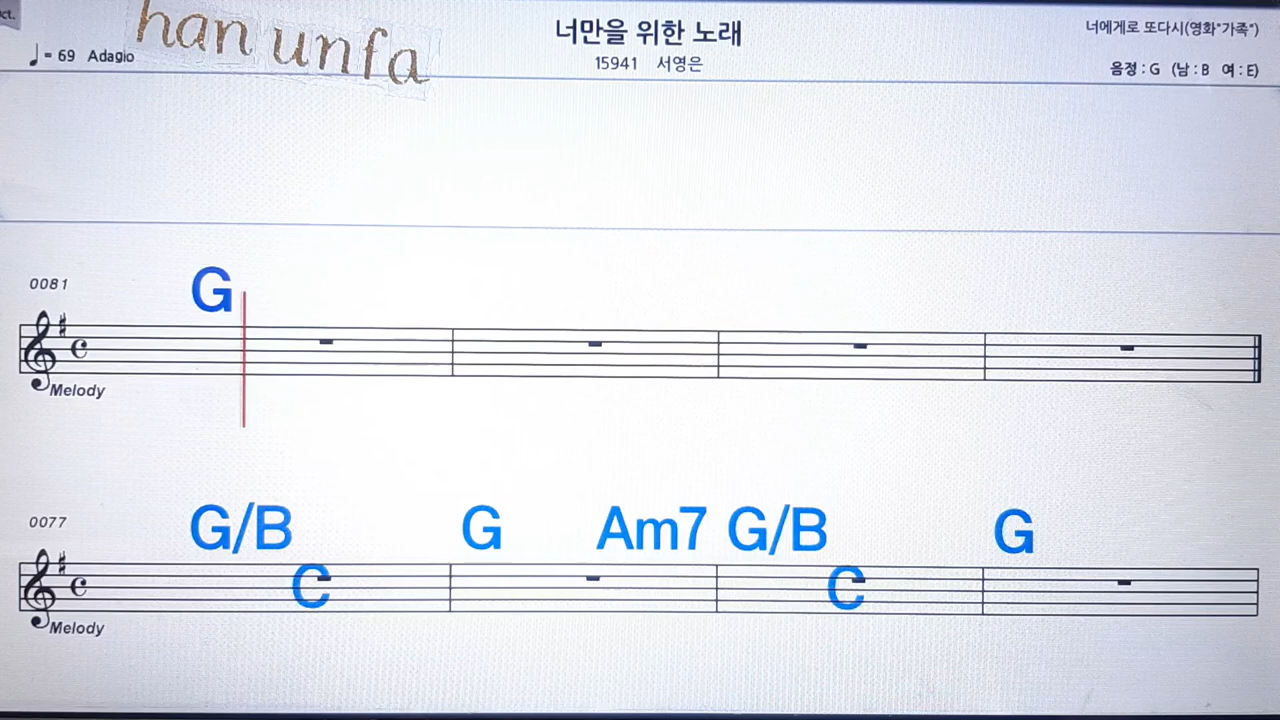 ct.
han unfa
♩= 69 Adagio
너만을 위한 노래
15941 서영은
너에게로 또다시(영화"가족")
음정 : G (남 : B 여 : E)
0081
G
Melody
0077
G/B G Am7 G/B G
C C
Melody